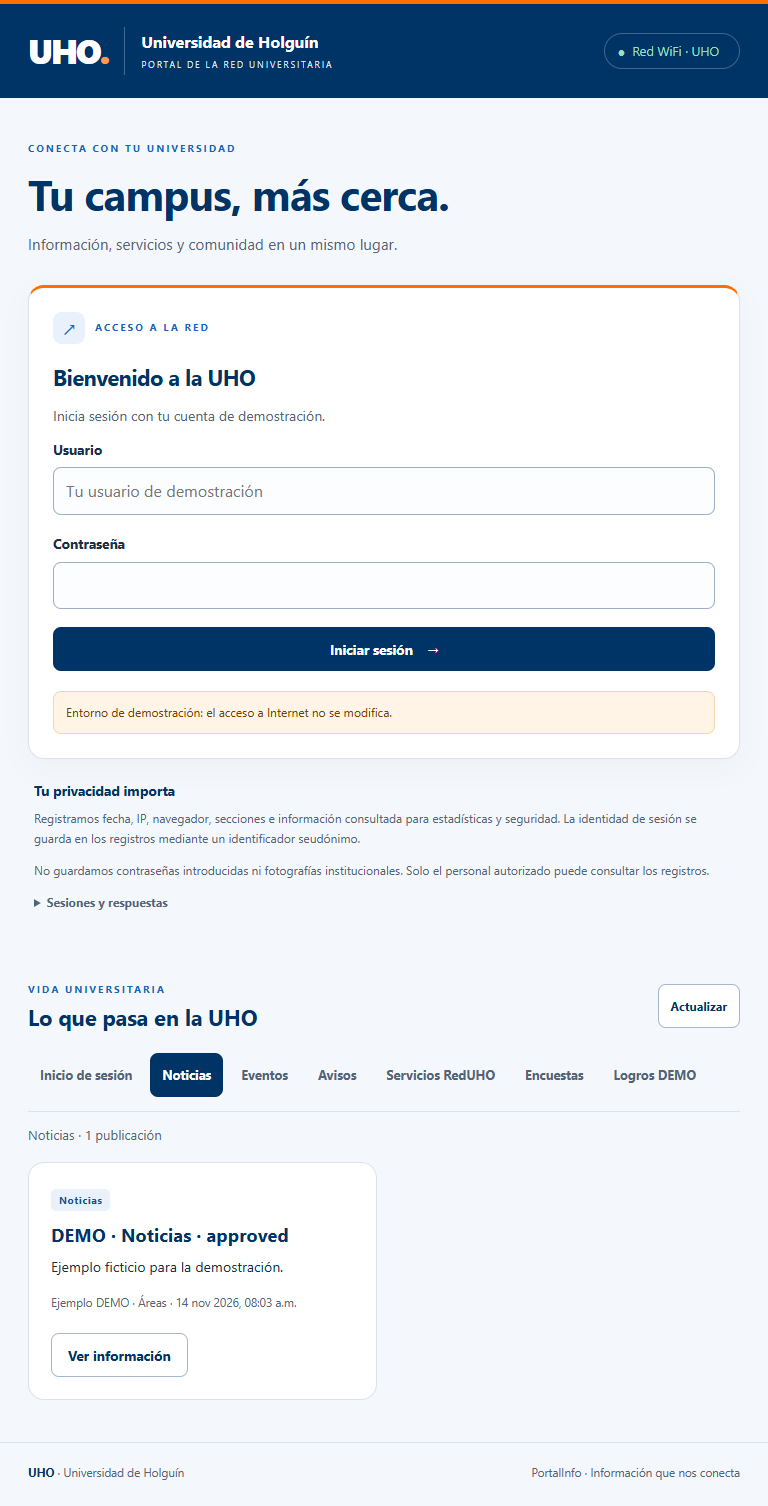 UHO.
Universidad de Holguín
PORTAL DE LA RED UNIVERSITARIA
● Red WiFi · UHO
CONECTA CON TU UNIVERSIDAD
Tu campus, más cerca.
Información, servicios y comunidad en un mismo lugar.
↗ ACCESO A LA RED
Bienvenido a la UHO
Inicia sesión con tu cuenta de demostración.
Usuario
Tu usuario de demostración
Contraseña
Iniciar sesión →
Entorno de demostración: el acceso a Internet no se modifica.
Tu privacidad importa
Registramos fecha, IP, navegador, secciones e información consultada para estadísticas y seguridad. La identidad de sesión se
guarda en los registros mediante un identificador seudónimo.
No guardamos contraseñas introducidas ni fotografías institucionales. Solo el personal autorizado puede consultar los registros.
▶ Sesiones y respuestas
VIDA UNIVERSITARIA
Lo que pasa en la UHO
Actualizar
Inicio de sesión Noticias Eventos Avisos Servicios RedUHO Encuestas Logros DEMO
Noticias · 1 publicación
Noticias
DEMO · Noticias · approved
Ejemplo ficticio para la demostración.
Ejemplo DEMO · Áreas · 14 nov 2026, 08:03 a.m.
Ver información
UHO · Universidad de Holguín
PortalInfo · Información que nos conecta